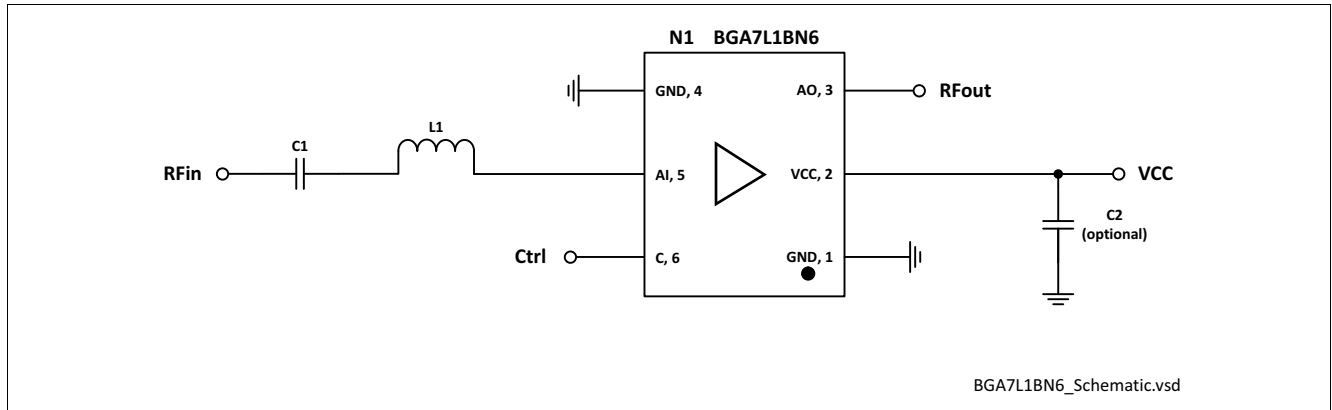 N1 BGA7L1BN6
GND, 4
AO, 3
RFout
C1
L1
RFin
AI, 5
VCC, 2
VCC
C2
(optional)
Ctrl
C, 6
GND, 1
BGA7L1BN6_Schematic.vsd